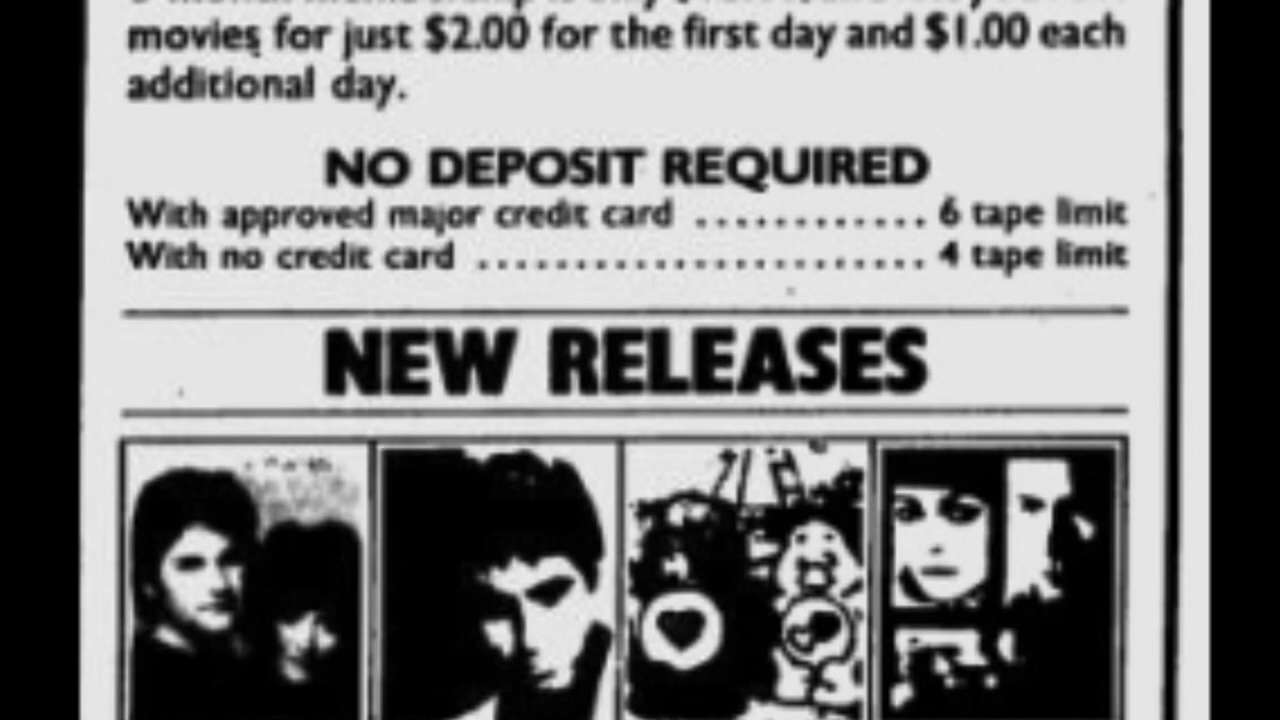 movies for just $2.00 for the first day and $1.00 each
additional day.
NO DEPOSIT REQUIRED
With approved major credit card ............ 6 tape limit
With no credit card ........................ 4 tape limit
NEW RELEASES